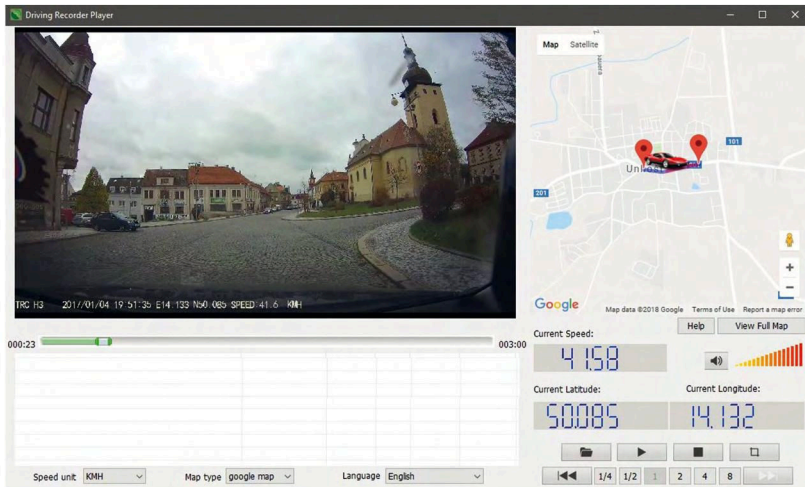 Driving Recorder Player
TRC H3 2017/01/04 19:51:35 E14.133 N50.085 SPEED:41.6 KMH
Map Satellite
101
201
Google
Map data ©2018 Google Terms of Use Report a map error
000:23
003:00
Help View Full Map
Current Speed:
41.58
Current Latitude: Current Longitude:
50.085 14.132
1/4 1/2 1 2 4 8
Speed unit KMH Map type google map Language English